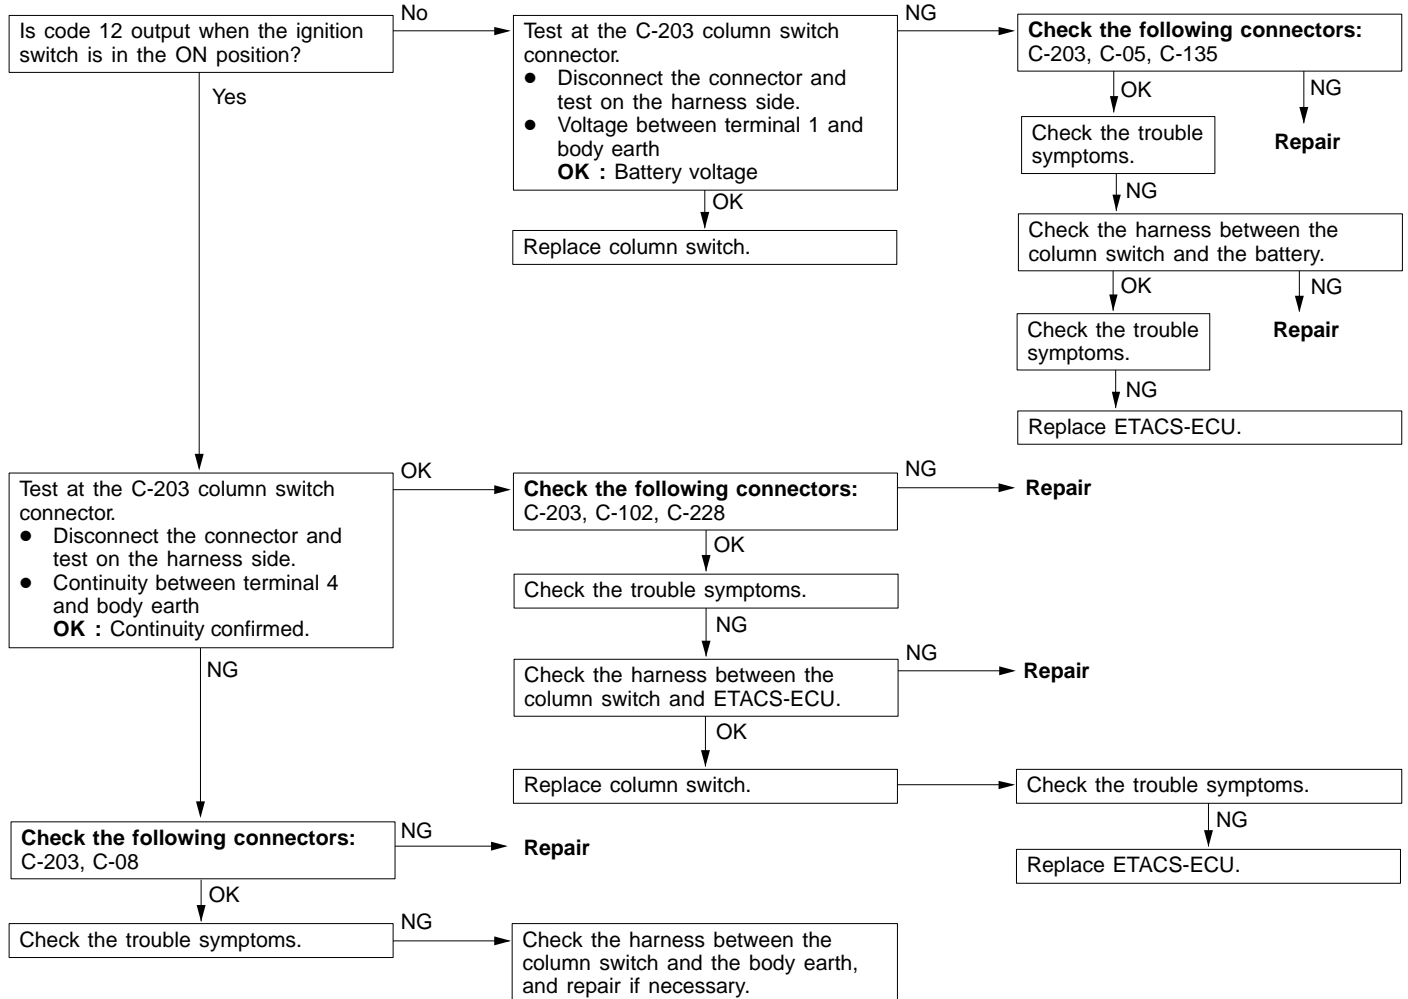 Is code 12 output when the ignition
switch is in the ON position?
No
Test at the C-203 column switch
connector.
● Disconnect the connector and
test on the harness side.
● Voltage between terminal 1 and
body earth
OK : Battery voltage
NG
Check the following connectors:
C-203, C-05, C-135
OK
NG
Check the trouble
symptoms.
Repair
NG
Check the harness between the
column switch and the battery.
OK
NG
Check the trouble
symptoms.
Repair
NG
Replace ETACS-ECU.
OK
Replace column switch.
Yes
Test at the C-203 column switch
connector.
● Disconnect the connector and
test on the harness side.
● Continuity between terminal 4
and body earth
OK : Continuity confirmed.
OK
Check the following connectors:
C-203, C-102, C-228
NG
Repair
OK
Check the trouble symptoms.
NG
Check the harness between the
column switch and ETACS-ECU.
NG
Repair
OK
Replace column switch.
Check the trouble symptoms.
NG
Replace ETACS-ECU.
NG
Check the following connectors:
C-203, C-08
NG
Repair
OK
Check the trouble symptoms.
NG
Check the harness between the
column switch and the body earth,
and repair if necessary.